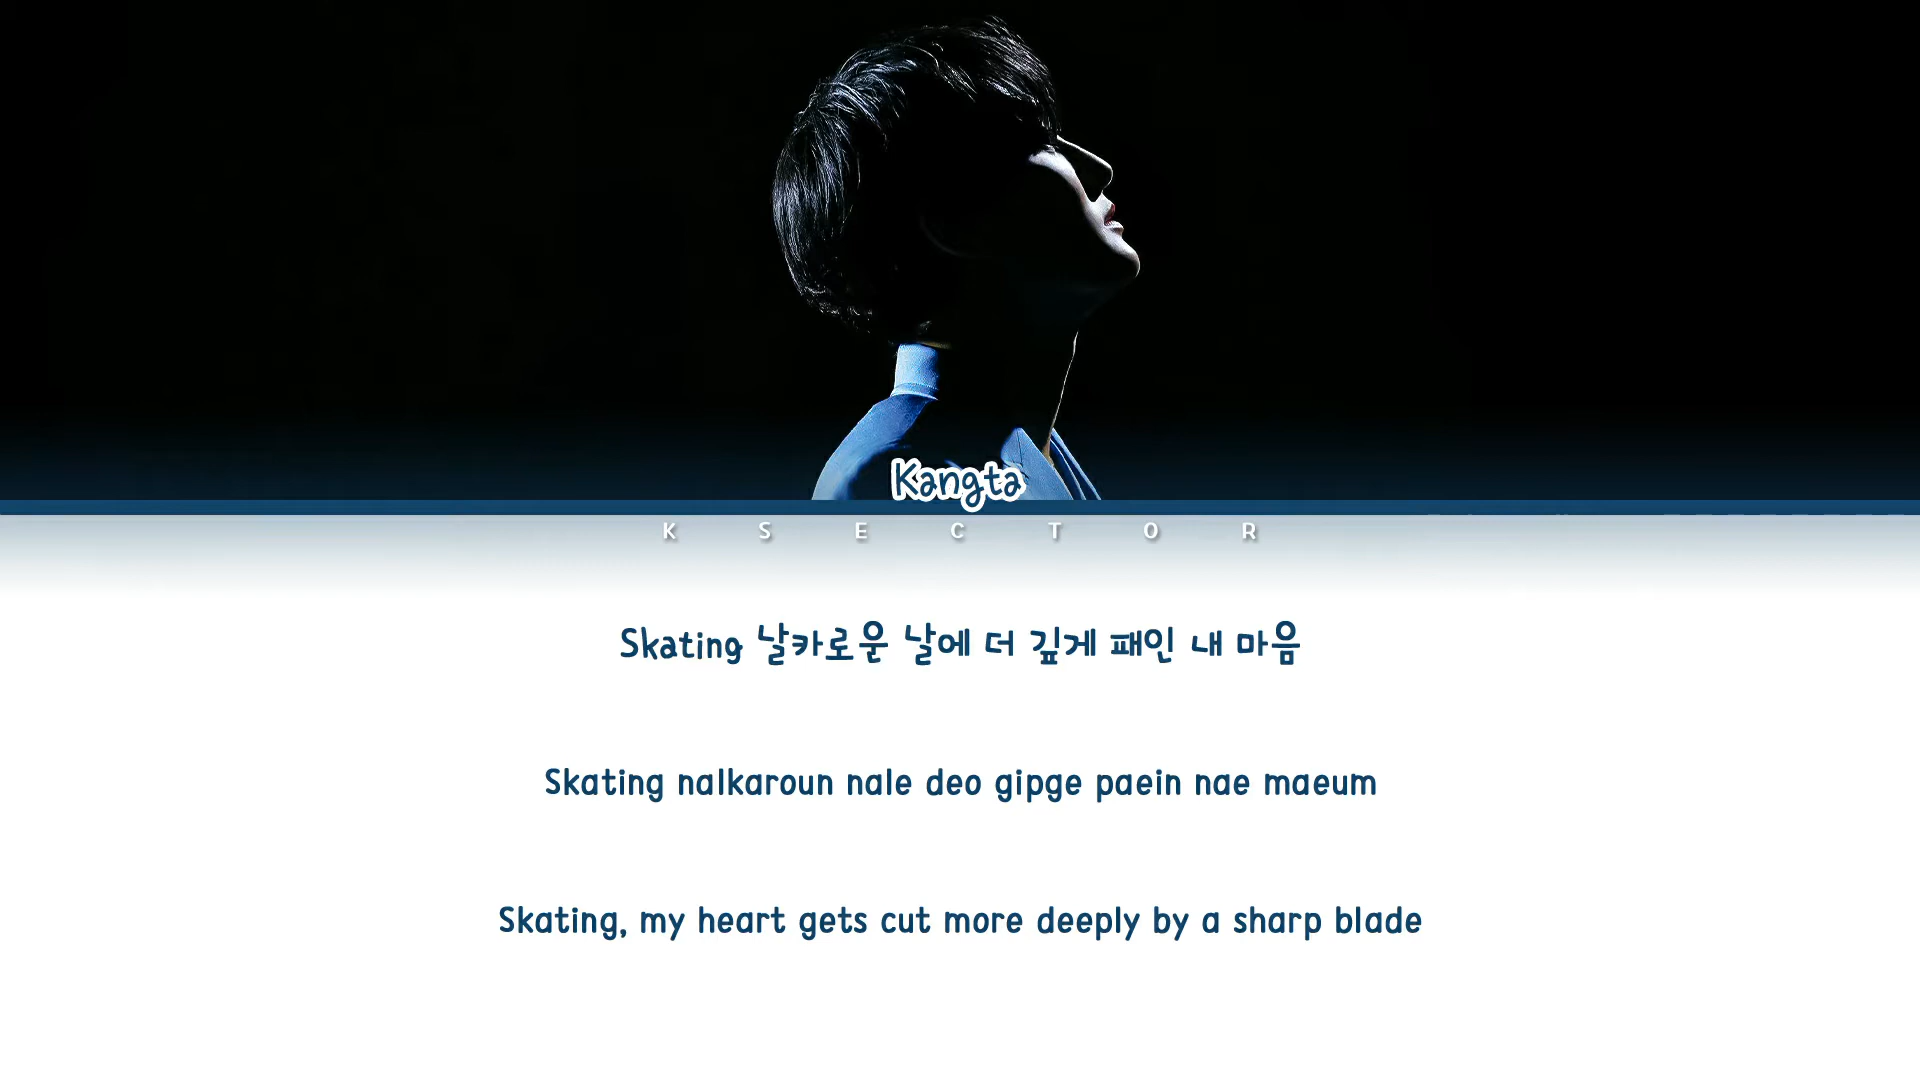 Kangta
K S E C T O R
Skating 날카로운 날에 더 깊게 패인 내 마음
Skating nalkaroun nale deo gipge paein nae maeum
Skating, my heart gets cut more deeply by a sharp blade